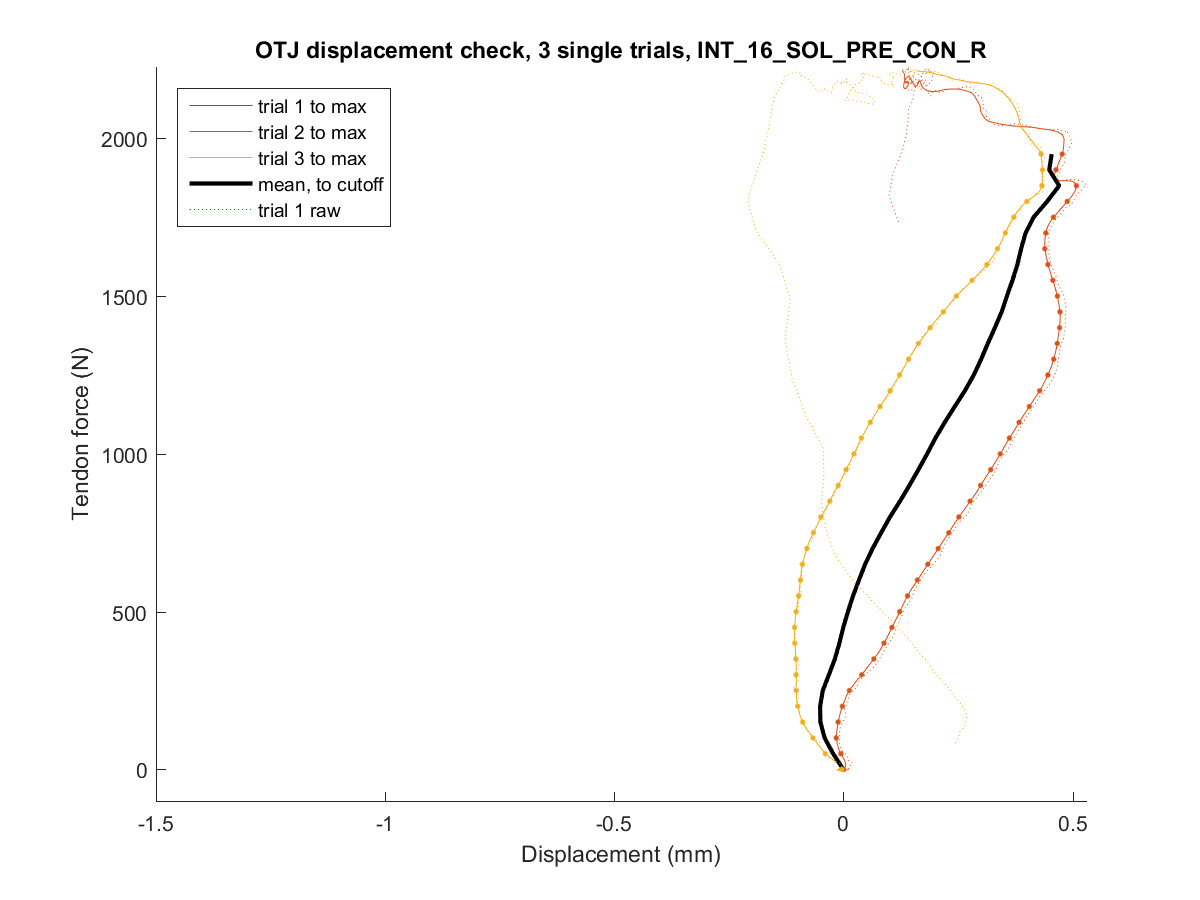 OTJ displacement check, 3 single trials, INT_16_SOL_PRE_CON_R
trial 1 to max
trial 2 to max
trial 3 to max
mean, to cutoff
trial 1 raw
2000
1500
1000
500
0
Tendon force (N)
-1.5
-1
-0.5
0
0.5
Displacement (mm)